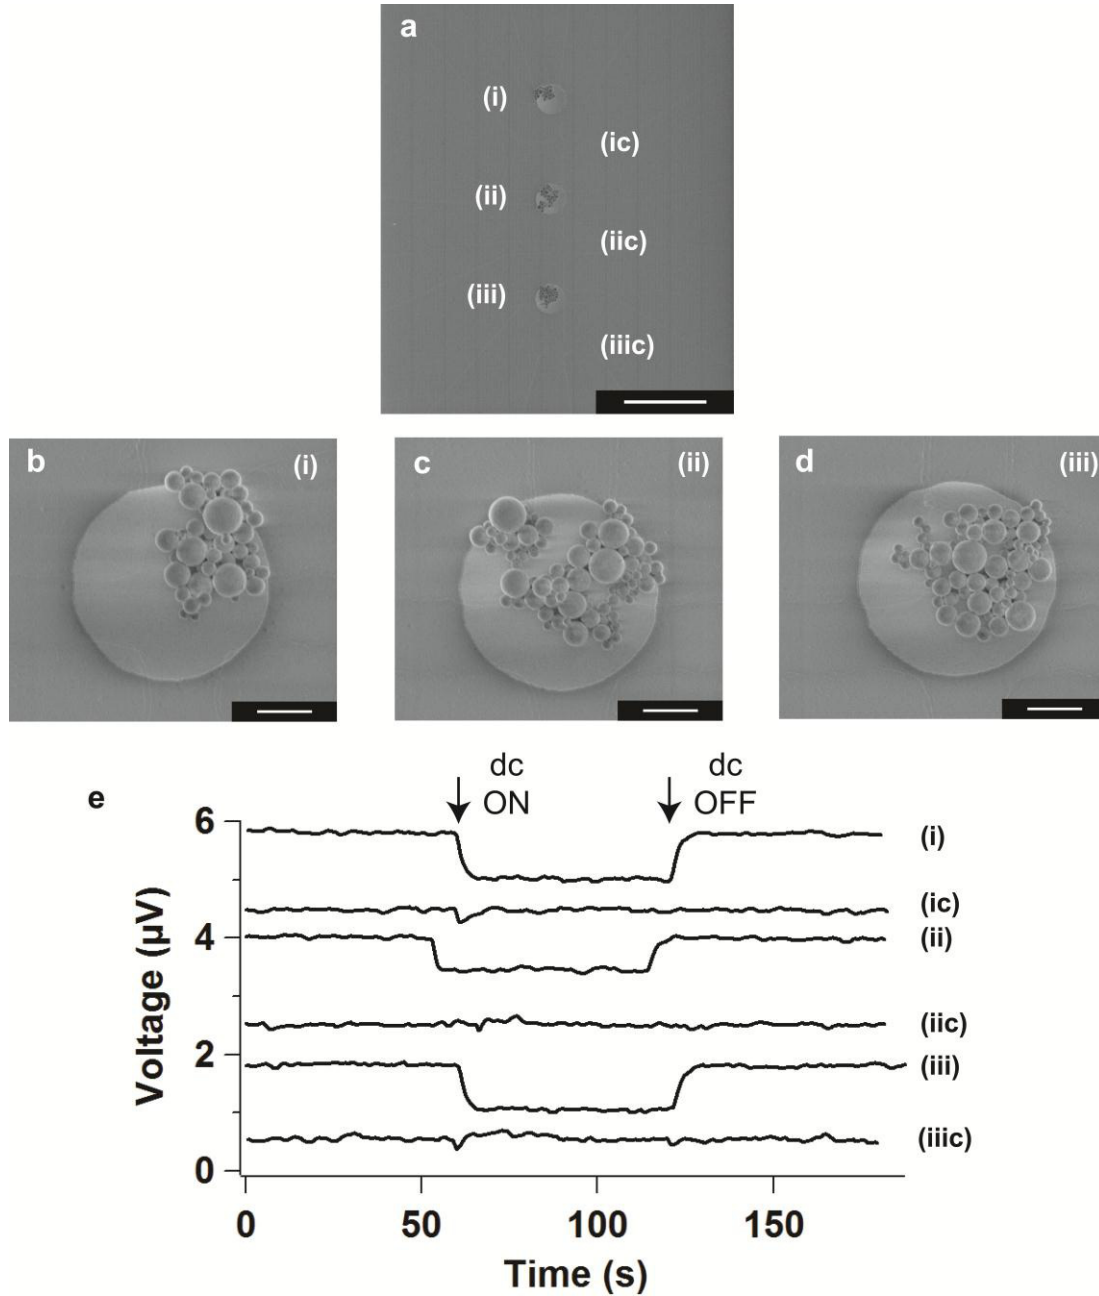 a
(i)
(ic)
(ii)
(iic)
(iii)
(iiic)
b (i)
c (ii)
d (iii)
e
dc ON
dc OFF
6
4
2
0
Voltage (µV)
(i)
(ic)
(ii)
(iic)
(iii)
(iiic)
0 50 100 150
Time (s)